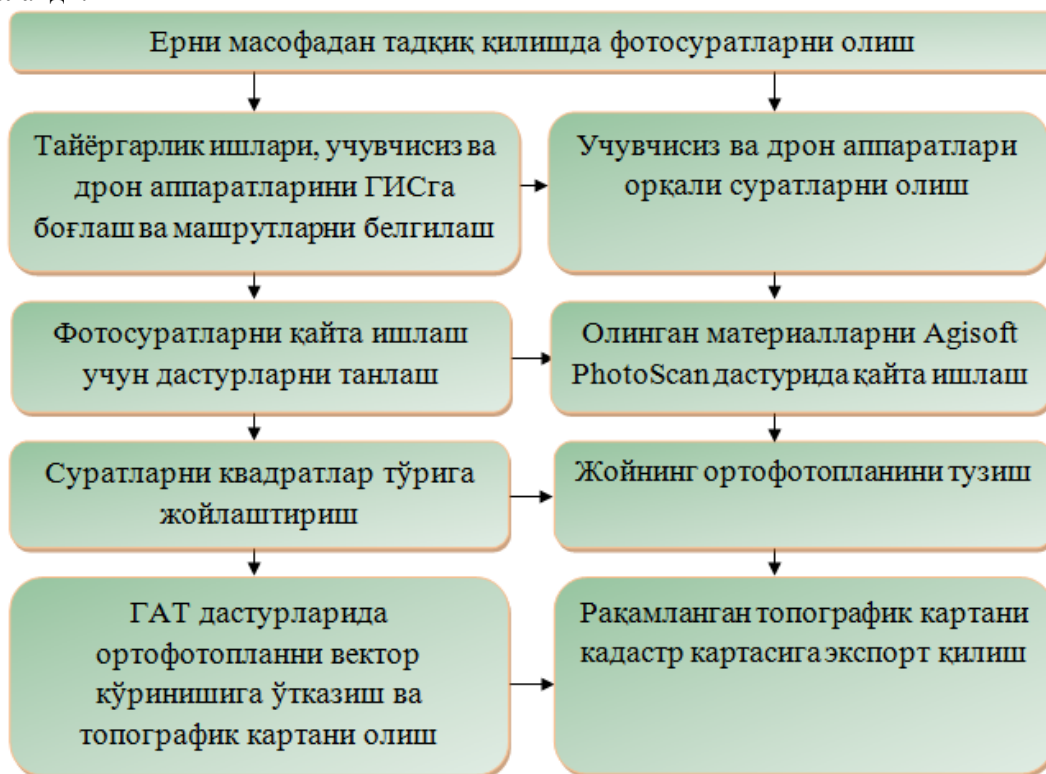 Ерни масофадан тадқиқ қилишда фотосуратларни олиш
Тайёргарлик ишлари, учувчисиз ва
дрон аппаратларини ГИСга
боғлаш ва машрутларни белгилаш
Учувчисиз ва дрон аппаратлари
орқали суратларни олиш
Фотосуратларни қайта ишлаш
учун дастурларни танлаш
Олинган материалларни Agisoft
PhotoScan дастурида қайта ишлаш
Суратларни квадратлар тўрига
жойлаштириш
Жойнинг ортофотопланини тузиш
ГАТ дастурларида
ортофотопланни вектор
кўринишига ўтказиш ва
топографик картани олиш
Рақамланган топографик картани
кадастр картасига экспорт қилиш